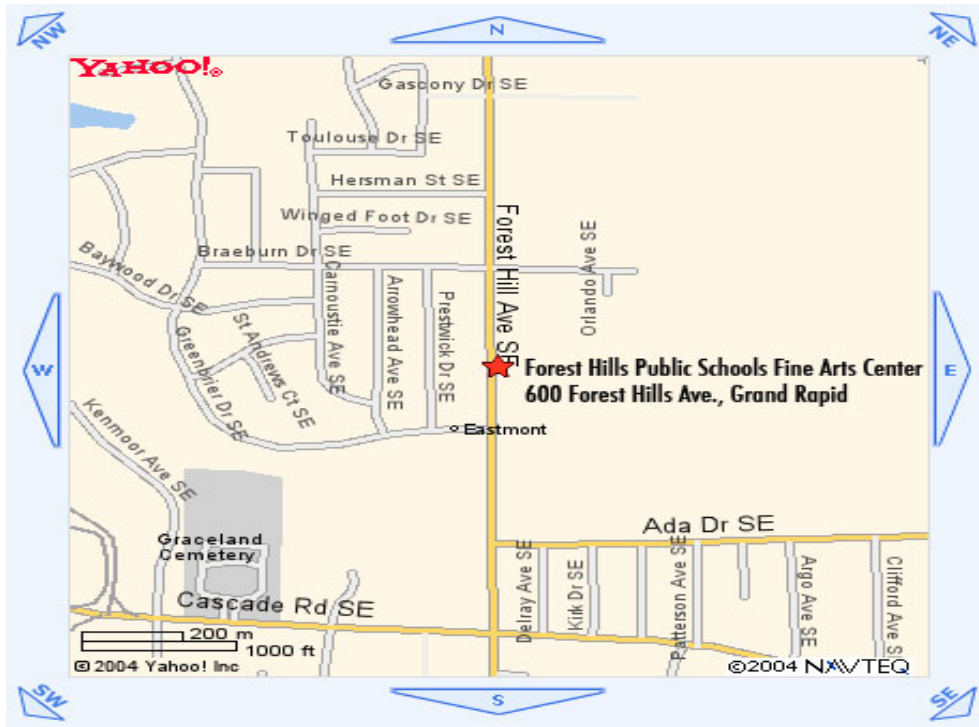 NW
N
NE
YAHOO!®
Gascony Dr SE
Toulouse Dr SE
Hersman St SE
Winged Foot Dr SE
Forest Hill Ave SE
Orlando Ave SE
Braeburn Dr SE
Baywood Dr SE
Carnoustie Ave SE
Arrowhead Ave SE
Prestwick Dr SE
St Andrews Ct SE
Greenbrier Dr SE
W
E
Forest Hills Public Schools Fine Arts Center
600 Forest Hills Ave., Grand Rapid
Kenmoor Ave SE
Eastmont
Ada Dr SE
Graceland
Cemetery
Delray Ave SE
Kilk Dr SE
Patterson Ave SE
Argo Ave SE
Clifford Ave SE
Cascade Rd SE
200 m
1000 ft
© 2004 Yahoo! Inc
©2004 NAVTEQ
SW
S
SE